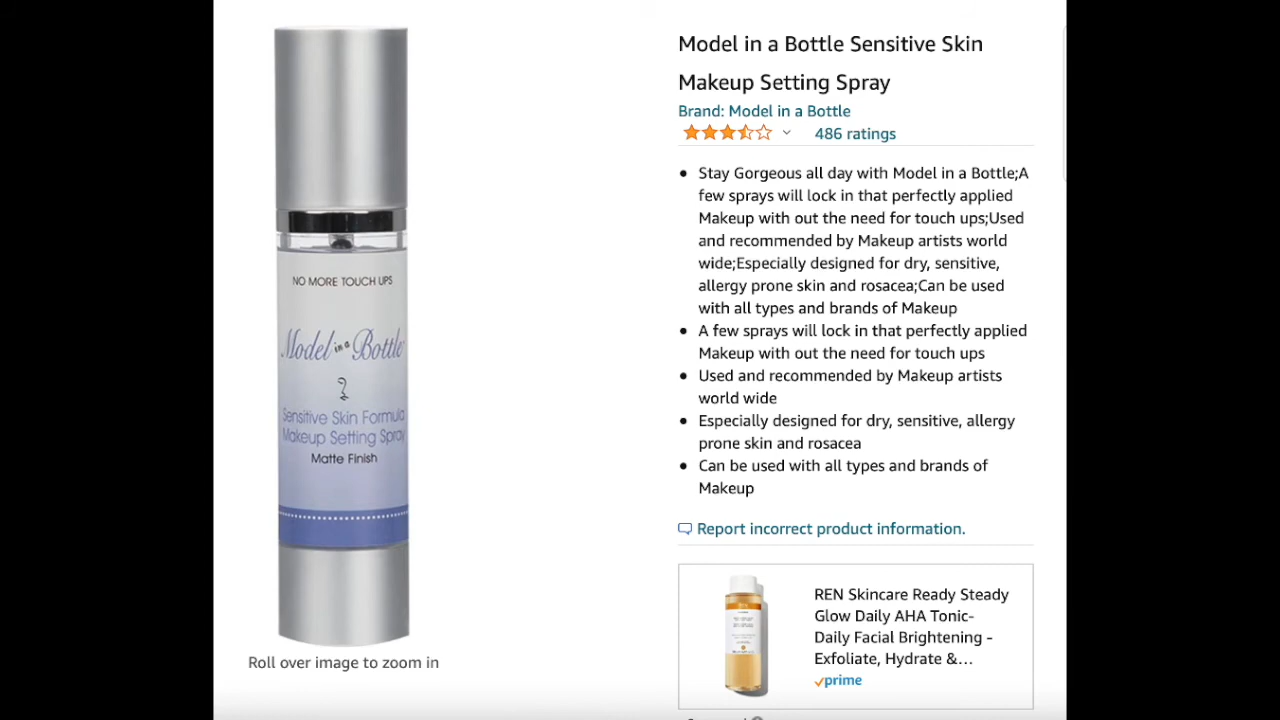 NO MORE TOUCH UPS
Model in a Bottle
Sensitive Skin Formula
Makeup Setting Spray
Matte Finish
Roll over image to zoom in
Model in a Bottle Sensitive Skin
Makeup Setting Spray
Brand: Model in a Bottle
486 ratings
Stay Gorgeous all day with Model in a Bottle;A
few sprays will lock in that perfectly applied
Makeup with out the need for touch ups;Used
and recommended by Makeup artists world
wide;Especially designed for dry, sensitive,
allergy prone skin and rosacea;Can be used
with all types and brands of Makeup
A few sprays will lock in that perfectly applied
Makeup with out the need for touch ups
Used and recommended by Makeup artists
world wide
Especially designed for dry, sensitive, allergy
prone skin and rosacea
Can be used with all types and brands of
Makeup
Report incorrect product information.
REN Skincare Ready Steady
Glow Daily AHA Tonic-
Daily Facial Brightening -
Exfoliate, Hydrate &...
prime